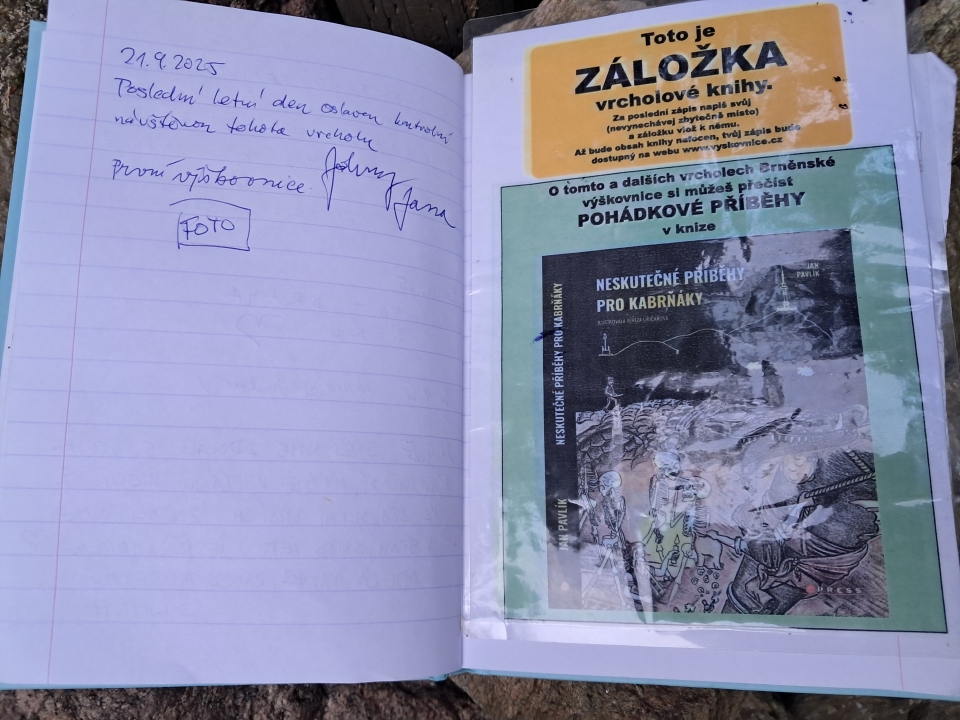 21.9.2025
Poslední letní den oslaven kontrolní
návštěvou tohoto vrcholu
první výškovnice.
Jana
FOTO
Toto je
ZÁLOŽKA
vrcholové knihy.
Za poslední zápis napiš svůj
(nevynechávej zbytečně místo)
a záložku vlož k němu.
Až bude obsah knihy nafocen, tvůj zápis bude
dostupný na webu www.vyskovnice.cz
O tomto a dalších vrcholech Brněnské
výškovnice si můžeš přečíst
POHÁDKOVÉ PŘÍBĚHY
v knize
NESKUTEČNÉ PŘÍBĚHY
PRO KABRŇÁKY
JAN
PAVLÍK
NESKUTEČNÉ PŘÍBĚHY PRO KABRŇÁKY
JAN PAVLÍK
PRESS